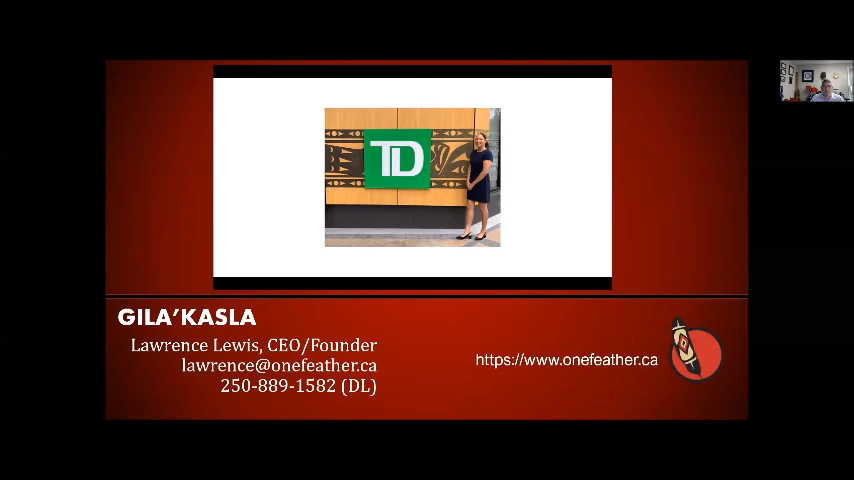 TD
GILA'KASLA
Lawrence Lewis, CEO/Founder
lawrence@onefeather.ca
250-889-1582 (DL)
https://www.onefeather.ca